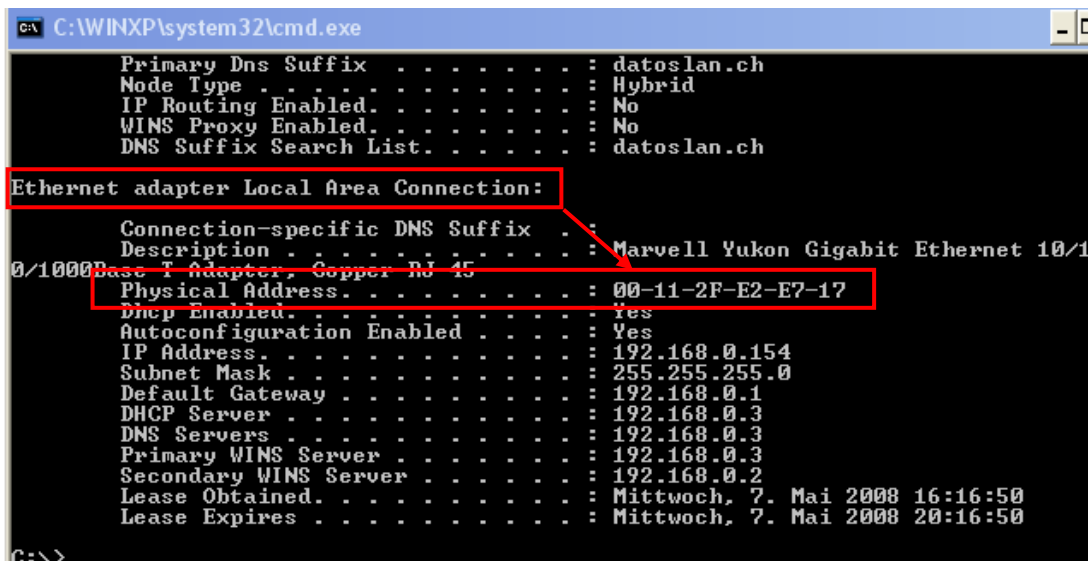 C:\WINXP\system32\cmd.exe
Primary Dns Suffix . . . . . . . : datoslan.ch
Node Type . . . . . . . . . . . . : Hybrid
IP Routing Enabled. . . . . . . . : No
WINS Proxy Enabled. . . . . . . . : No
DNS Suffix Search List. . . . . . : datoslan.ch
Ethernet adapter Local Area Connection:
Connection-specific DNS Suffix  . :
Description . . . . . . . . . . . : Marvell Yukon Gigabit Ethernet 10/1
0/1000Base-T Adapter, Copper RJ-45
Physical Address. . . . . . . . . : 00-11-2F-E2-E7-17
Dhcp Enabled. . . . . . . . . . . : Yes
Autoconfiguration Enabled . . . . : Yes
IP Address. . . . . . . . . . . . : 192.168.0.154
Subnet Mask . . . . . . . . . . . : 255.255.255.0
Default Gateway . . . . . . . . . : 192.168.0.1
DHCP Server . . . . . . . . . . . : 192.168.0.3
DNS Servers . . . . . . . . . . . : 192.168.0.3
Primary WINS Server . . . . . . . : 192.168.0.3
Secondary WINS Server . . . . . . : 192.168.0.2
Lease Obtained. . . . . . . . . . : Mittwoch, 7. Mai 2008 16:16:50
Lease Expires . . . . . . . . . . : Mittwoch, 7. Mai 2008 20:16:50
C:\>